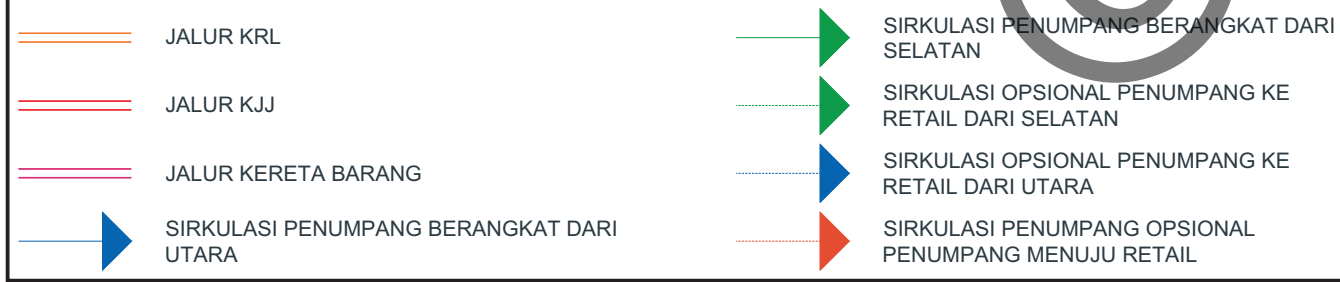 JALUR KRL
JALUR KJJ
JALUR KERETA BARANG
SIRKULASI PENUMPANG BERANGKAT DARI
UTARA
SIRKULASI PENUMPANG BERANGKAT DARI
SELATAN
SIRKULASI OPSIONAL PENUMPANG KE
RETAIL DARI SELATAN
SIRKULASI OPSIONAL PENUMPANG KE
RETAIL DARI UTARA
SIRKULASI PENUMPANG OPSIONAL
PENUMPANG MENUJU RETAIL